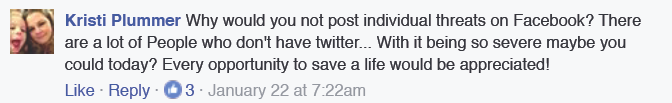 Kristi Plummer Why would you not post individual threats on Facebook? There
are a lot of People who don't have twitter... With it being so severe maybe you
could today? Every opportunity to save a life would be appreciated!
Like · Reply · 3 · January 22 at 7:22am